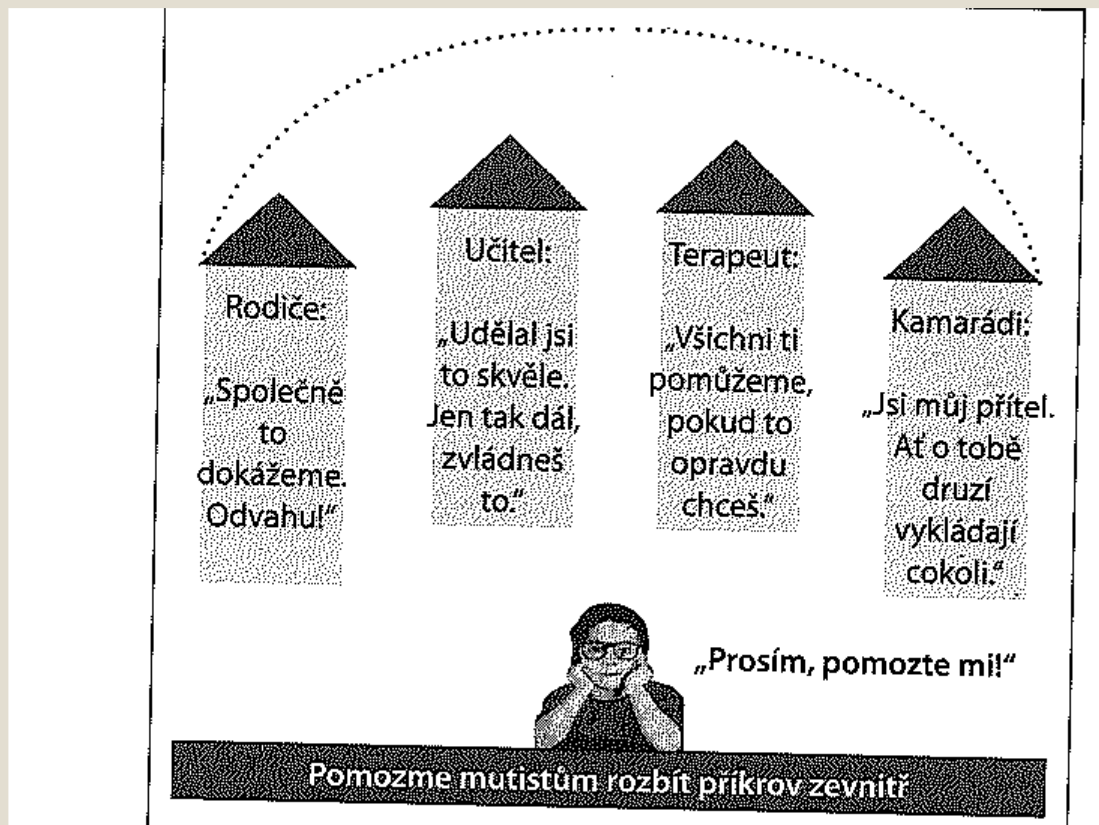 Rodiče:
„Společně
to
dokážeme.
Odvahu!“
Učitel:
„Udělal jsi
to skvěle.
Jen tak dál,
zvládneš
to.“
Terapeut:
„Všichni ti
pomůžeme,
pokud to
opravdu
chceš.“
Kamarádi:
„Jsi můj přítel.
Ať o tobě
druzí
vykládají
cokoli.“
„Prosím, pomozte mi!“
Pomozme mutistům rozbít příkrov zevnitř